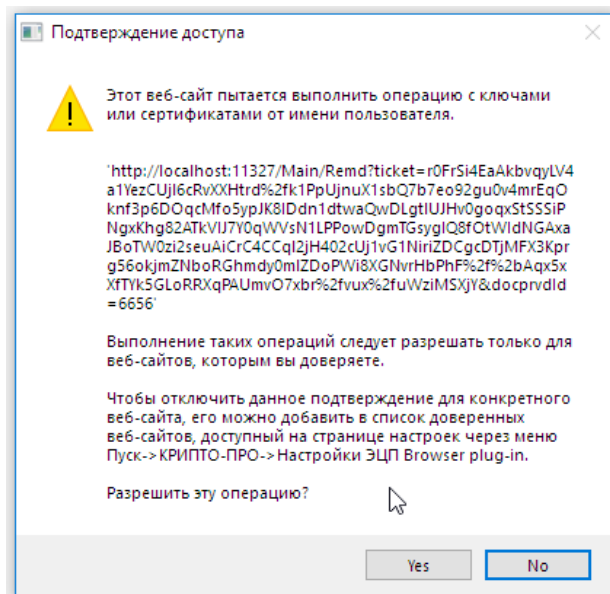 Подтверждение доступа
Этот веб-сайт пытается выполнить операцию с ключами
или сертификатами от имени пользователя.
'http://localhost:11327/Main/Remd?ticket=r0FrSi4EaAkbvqyLV4
a1YezCUjl6cRvXXHtrd%2fk1PpUjnuX1sbQ7b7eo92gu0v4mrEqO
knf3p6DOqcMfo5ypJK8IDdn1dtwaQwDLgtlUJHv0goqxStSSSiP
NgxKhg82ATkVIJ7Y0qWVsN1LPPowDgmTGsyglQ8fOtWIdNGAxa
JBoTW0zi2seuAiCrC4CCqI2jH402cUj1vG1NiriZDCgcDTjMFX3Kpr
g56okjmZNboRGhmdy0mlZDoPWi8XGNvrHbPhF%2f%2bAqx5x
XfTYk5GLoRRXqPAUmvO7xbr%2fvux%2fuWziMSXjY&docprvdId
=6656'
Выполнение таких операций следует разрешать только для
веб-сайтов, которым вы доверяете.
Чтобы отключить данное подтверждение для конкретного
веб-сайта, его можно добавить в список доверенных
веб-сайтов, доступный на странице настроек через меню
Пуск->КРИПТО-ПРО->Настройки ЭЦП Browser plug-in.
Разрешить эту операцию?
Yes
No